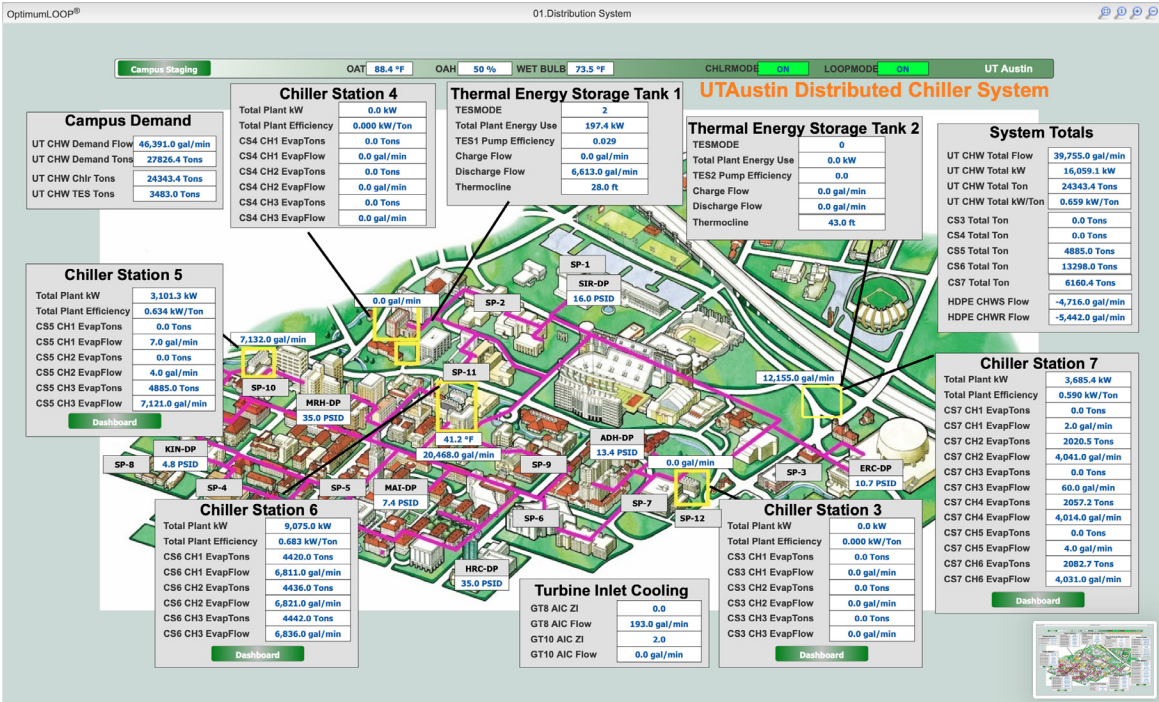 OptimumLOOP®
01.Distribution System
Campus Staging
OAT 88.4 °F OAH 50 % WET BULB 73.5 °F CHLRMODE ON LOOPMODE ON UT Austin
UTAustin Distributed Chiller System
Campus Demand
UT CHW Demand Flow 46,391.0 gal/min
UT CHW Demand Tons 27826.4 Tons
UT CHW Chlr Tons 24343.4 Tons
UT CHW TES Tons 3483.0 Tons
Chiller Station 4
Total Plant kW 0.0 kW
Total Plant Efficiency 0.000 kW/Ton
CS4 CH1 EvapTons 0.0 Tons
CS4 CH1 EvapFlow 0.0 gal/min
CS4 CH2 EvapTons 0.0 Tons
CS4 CH2 EvapFlow 0.0 gal/min
CS4 CH3 EvapTons 0.0 Tons
CS4 CH3 EvapFlow 0.0 gal/min
Thermal Energy Storage Tank 1
TESMODE 2
Total Plant Energy Use 197.4 kW
TES1 Pump Efficiency 0.029
Charge Flow 0.0 gal/min
Discharge Flow 6,613.0 gal/min
Thermocline 28.0 ft
Thermal Energy Storage Tank 2
TESMODE 0
Total Plant Energy Use 0.0 kW
TES2 Pump Efficiency 0.0
Charge Flow 0.0 gal/min
Discharge Flow 0.0 gal/min
Thermocline 43.0 ft
System Totals
UT CHW Total Flow 39,755.0 gal/min
UT CHW Total kW 16,059.1 kW
UT CHW Total Ton 24343.4 Tons
UT CHW Total kW/Ton 0.659 kW/Ton
CS3 Total Ton 0.0 Tons
CS4 Total Ton 0.0 Tons
CS5 Total Ton 4885.0 Tons
CS6 Total Ton 13298.0 Tons
CS7 Total Ton 6160.4 Tons
HDPE CHWS Flow -4,716.0 gal/min
HDPE CHWR Flow -5,442.0 gal/min
Chiller Station 5
Total Plant kW 3,101.3 kW
Total Plant Efficiency 0.634 kW/Ton
CS5 CH1 EvapTons 0.0 Tons
CS5 CH1 EvapFlow 7.0 gal/min
CS5 CH2 EvapTons 0.0 Tons
CS5 CH2 EvapFlow 4.0 gal/min
CS5 CH3 EvapTons 4885.0 Tons
CS5 CH3 EvapFlow 7,121.0 gal/min
Dashboard
SP-1
SIR-DP
16.0 PSID
SP-2
0.0 gal/min
7,132.0 gal/min
SP-10
SP-11
12,155.0 gal/min
MRH-DP
35.0 PSID
41.2 °F
20,468.0 gal/min
ADH-DP
13.4 PSID
KIN-DP
4.8 PSID
SP-8
SP-9
0.0 gal/min
SP-3
ERC-DP
10.7 PSID
SP-4
SP-5
MAI-DP
7.4 PSID
SP-7
SP-6
SP-12
HRC-DP
35.0 PSID
Chiller Station 7
Total Plant kW 3,685.4 kW
Total Plant Efficiency 0.590 kW/Ton
CS7 CH1 EvapTons 0.0 Tons
CS7 CH1 EvapFlow 2.0 gal/min
CS7 CH2 EvapTons 2020.5 Tons
CS7 CH2 EvapFlow 4,041.0 gal/min
CS7 CH3 EvapTons 0.0 Tons
CS7 CH3 EvapFlow 60.0 gal/min
CS7 CH4 EvapTons 2057.2 Tons
CS7 CH4 EvapFlow 4,014.0 gal/min
CS7 CH5 EvapTons 0.0 Tons
CS7 CH5 EvapFlow 4.0 gal/min
CS7 CH6 EvapTons 2082.7 Tons
CS7 CH6 EvapFlow 4,031.0 gal/min
Dashboard
Chiller Station 6
Total Plant kW 9,075.0 kW
Total Plant Efficiency 0.683 kW/Ton
CS6 CH1 EvapTons 4420.0 Tons
CS6 CH1 EvapFlow 6,811.0 gal/min
CS6 CH2 EvapTons 4436.0 Tons
CS6 CH2 EvapFlow 6,821.0 gal/min
CS6 CH3 EvapTons 4442.0 Tons
CS6 CH3 EvapFlow 6,836.0 gal/min
Dashboard
Turbine Inlet Cooling
GT8 AIC ZI 0.0
GT8 AIC Flow 193.0 gal/min
GT10 AIC ZI 2.0
GT10 AIC Flow 0.0 gal/min
Chiller Station 3
Total Plant kW 0.0 kW
Total Plant Efficiency 0.000 kW/Ton
CS3 CH1 EvapTons 0.0 Tons
CS3 CH1 EvapFlow 0.0 gal/min
CS3 CH2 EvapTons 0.0 Tons
CS3 CH2 EvapFlow 0.0 gal/min
CS3 CH3 EvapTons 0.0 Tons
CS3 CH3 EvapFlow 0.0 gal/min
Dashboard